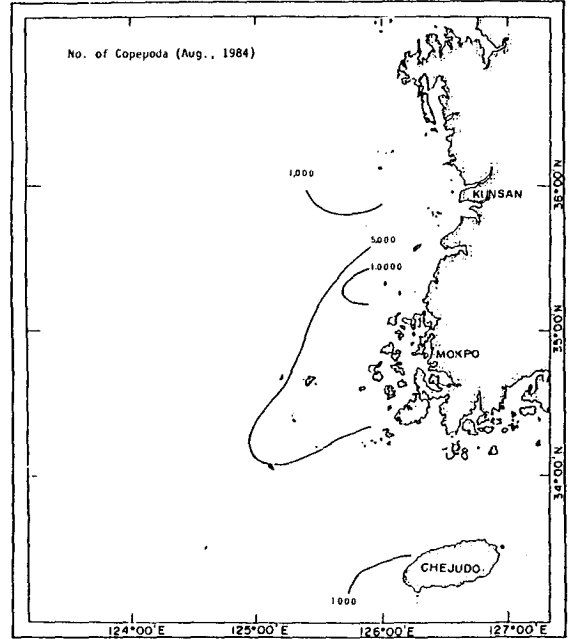 No. of Copepoda (Aug., 1984)
1,000
KUNSAN
36°00'N
5,000
1,0000
35°00'N
MOKPO
34°00'N
CHEJUDO
1000
124°00'E
125°00'E
126°00'E
127°00'E